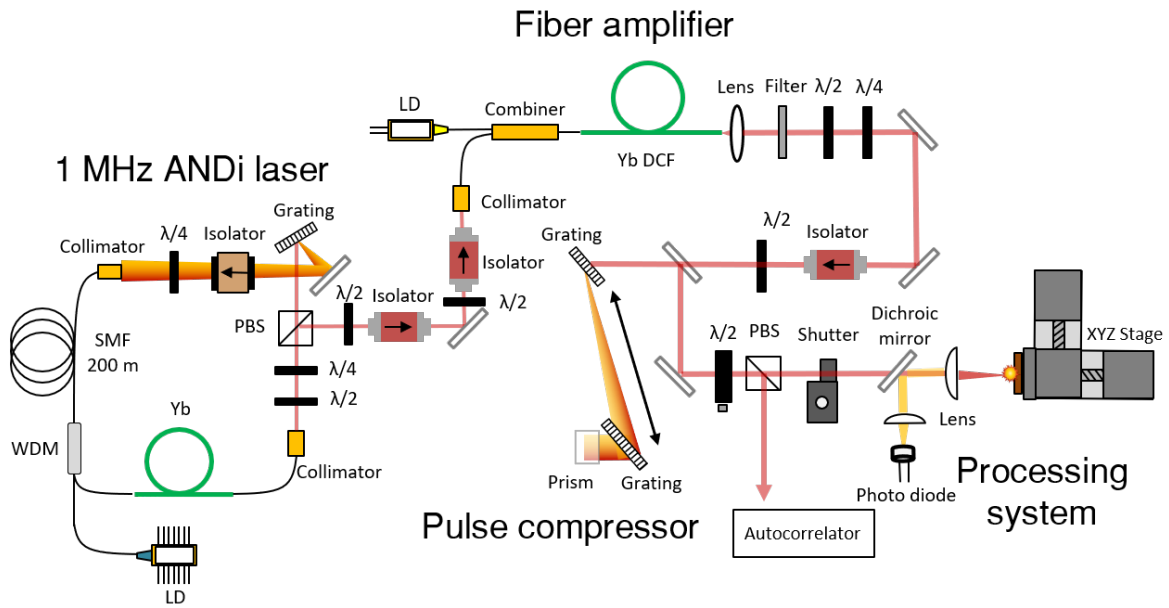 Fiber amplifier
LD
Combiner
Lens
Filter
λ/2
λ/4
Yb DCF
1 MHz ANDi laser
Collimator
Grating
λ/4
Isolator
Collimator
Isolator
λ/2
Isolator
λ/2
PBS
SMF
200 m
λ/4
λ/2
Yb
WDM
Collimator
LD
Grating
λ/2
Isolator
λ/2
PBS
Shutter
Dichroic
mirror
XYZ Stage
Lens
Prism
Grating
Photo diode
Pulse compressor
Autocorrelator
Processing
system